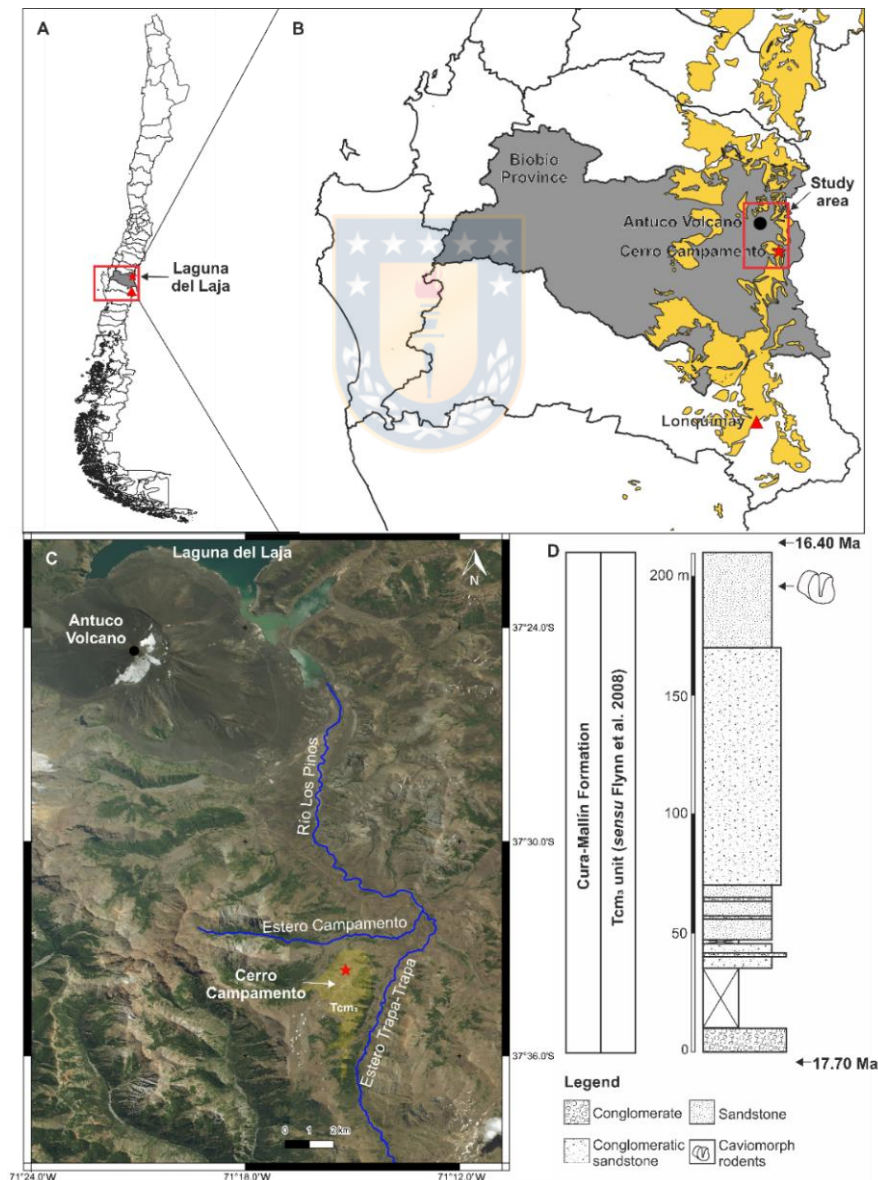 A
Laguna
del Laja
B
Biobio
Province
Study
area
Antuco Volcano
Cerro Campamento
Lonquimay
C
Laguna del Laja
N
Antuco
Volcano
Río Los Pinos
Estero Campamento
Cerro
Campamento
Tcm₃
Estero Trapa-Trapa
0 1 2 km
37°24.0'S
37°30.0'S
37°36.0'S
71°24.0'W
71°18.0'W
71°12.0'W
D
16.40 Ma
200 m
150
100
50
0
17.70 Ma
Cura-Mallín Formation
Tcm₃ unit (sensu Flynn et al. 2008)
Legend
Conglomerate
Sandstone
Conglomeratic
sandstone
Caviomorph
rodents